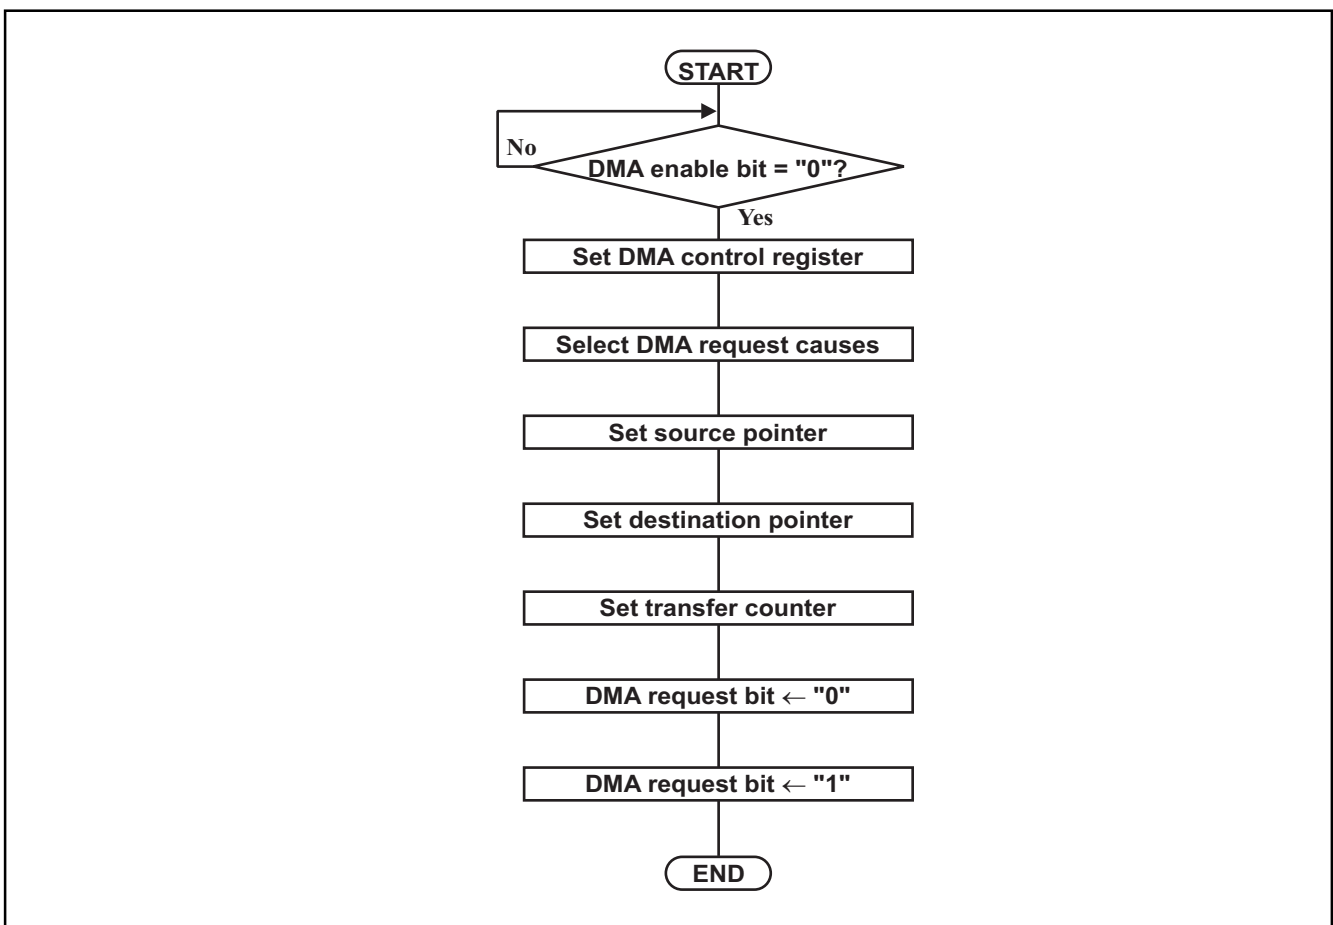 START
No
DMA enable bit = "0"?
Yes
Set DMA control register
Select DMA request causes
Set source pointer
Set destination pointer
Set transfer counter
DMA request bit ← "0"
DMA request bit ← "1"
END